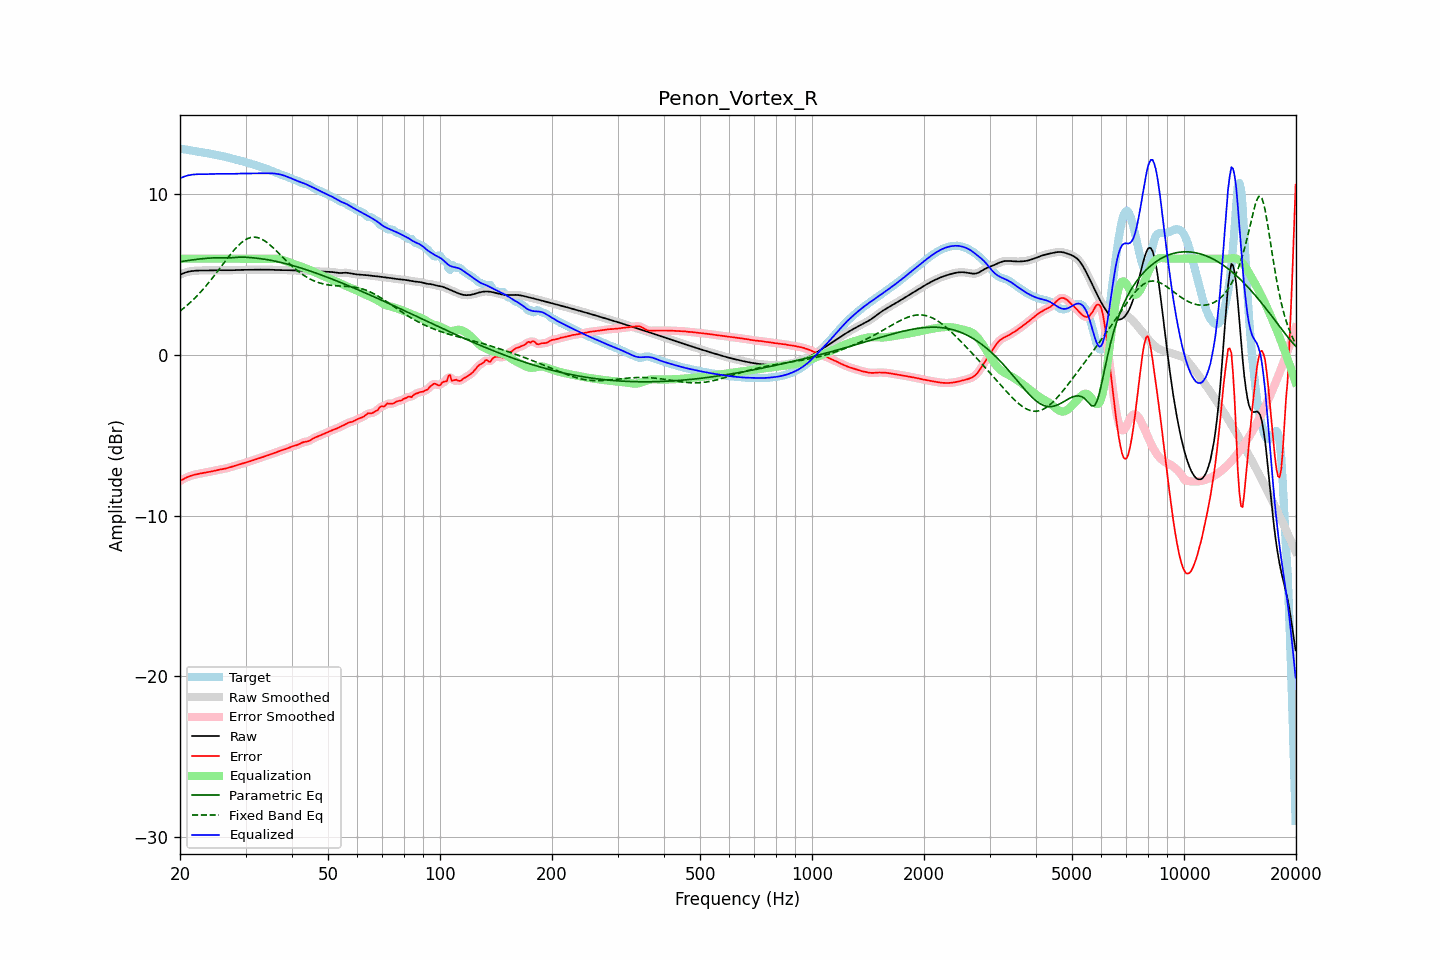 Penon_Vortex_R
10
0
−10
−20
−30
Amplitude (dBr)
Target
Raw Smoothed
Error Smoothed
Raw
Error
Equalization
Parametric Eq
Fixed Band Eq
Equalized
20 50 100 200 500 1000 2000 5000 10000 20000
Frequency (Hz)